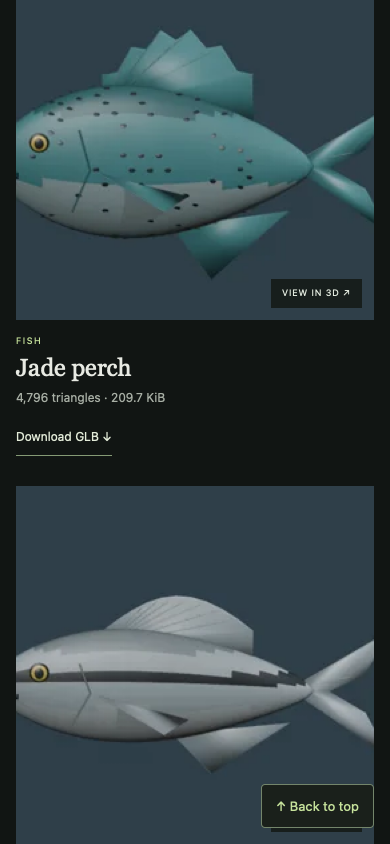 VIEW IN 3D ↗
FISH
Jade perch
4,796 triangles · 209.7 KiB
Download GLB ↓
↑ Back to top